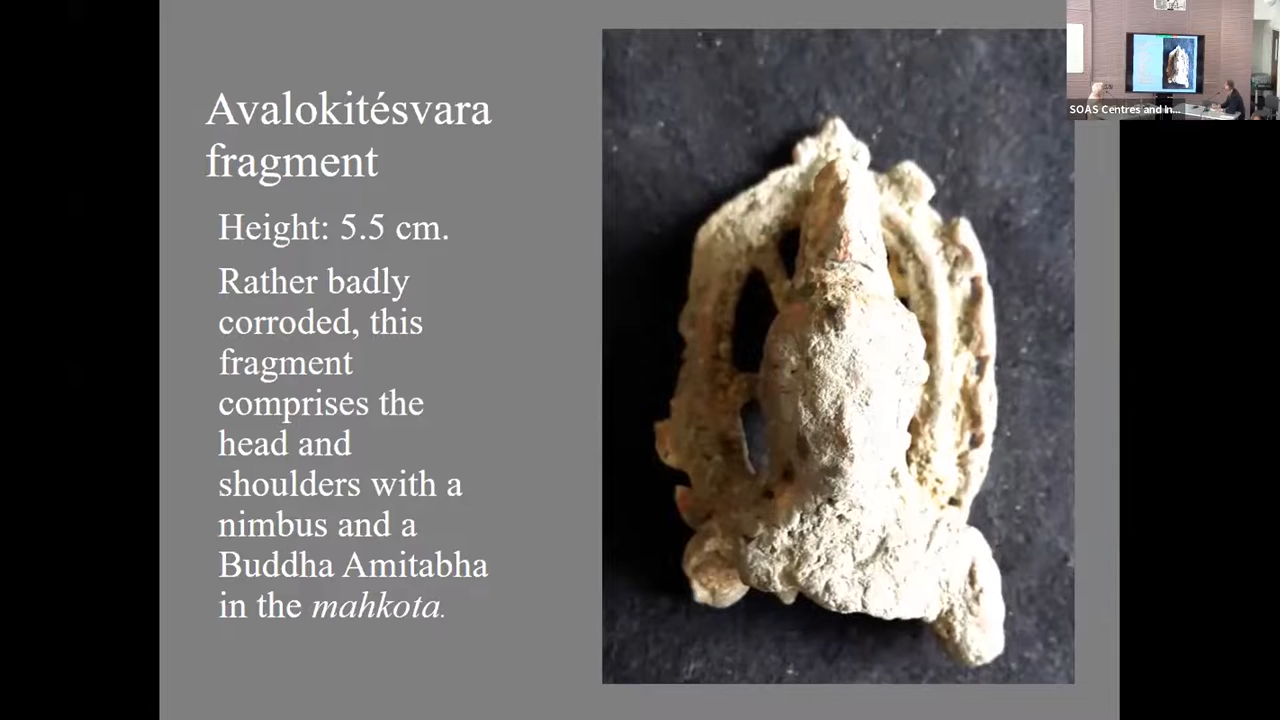 Avalokitésvara
fragment
Height: 5.5 cm.
Rather badly
corroded, this
fragment
comprises the
head and
shoulders with a
nimbus and a
Buddha Amitabha
in the mahkota.
SOAS Centres and In...